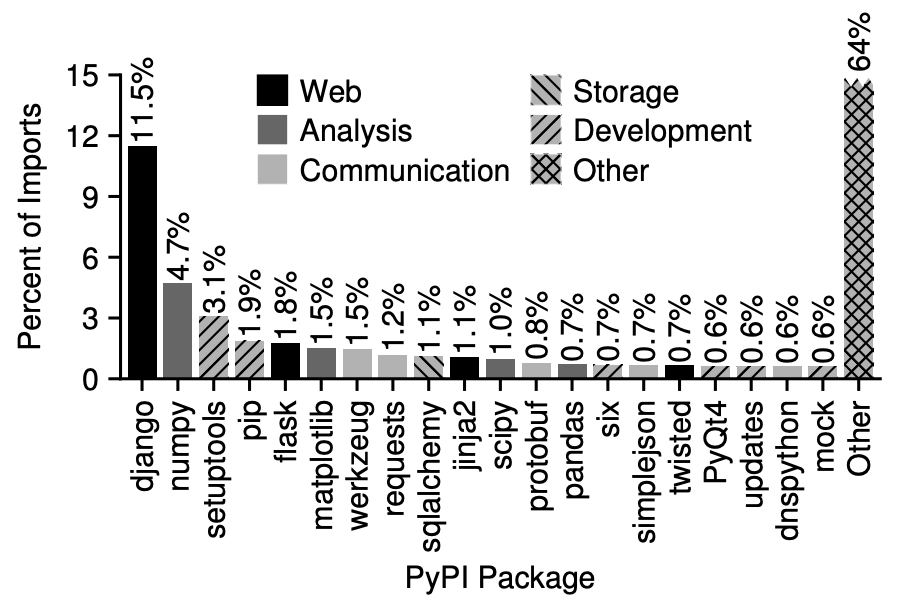 Percent of Imports
15
12
9
6
3
0
11.5%
4.7%
3.1%
1.9%
1.8%
1.5%
1.5%
1.2%
1.1%
1.1%
1.0%
0.8%
0.7%
0.7%
0.7%
0.7%
0.6%
0.6%
0.6%
0.6%
64%
Web
Analysis
Communication
Storage
Development
Other
django
numpy
setuptools
pip
flask
matplotlib
werkzeug
requests
sqlalchemy
jinja2
scipy
protobuf
pandas
six
simplejson
twisted
PyQt4
updates
dnspython
mock
Other
PyPI Package